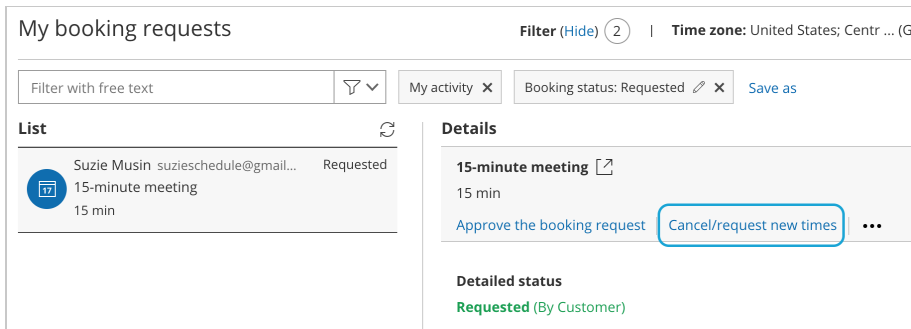 My booking requests
Filter (Hide) 2 | Time zone: United States; Centr ... (G
Filter with free text
My activity
Booking status: Requested
Save as
List
Suzie Musin suzieschedule@gmail... Requested
17
15-minute meeting
15 min
Details
15-minute meeting
15 min
Approve the booking request | Cancel/request new times | •••
Detailed status
Requested (By Customer)